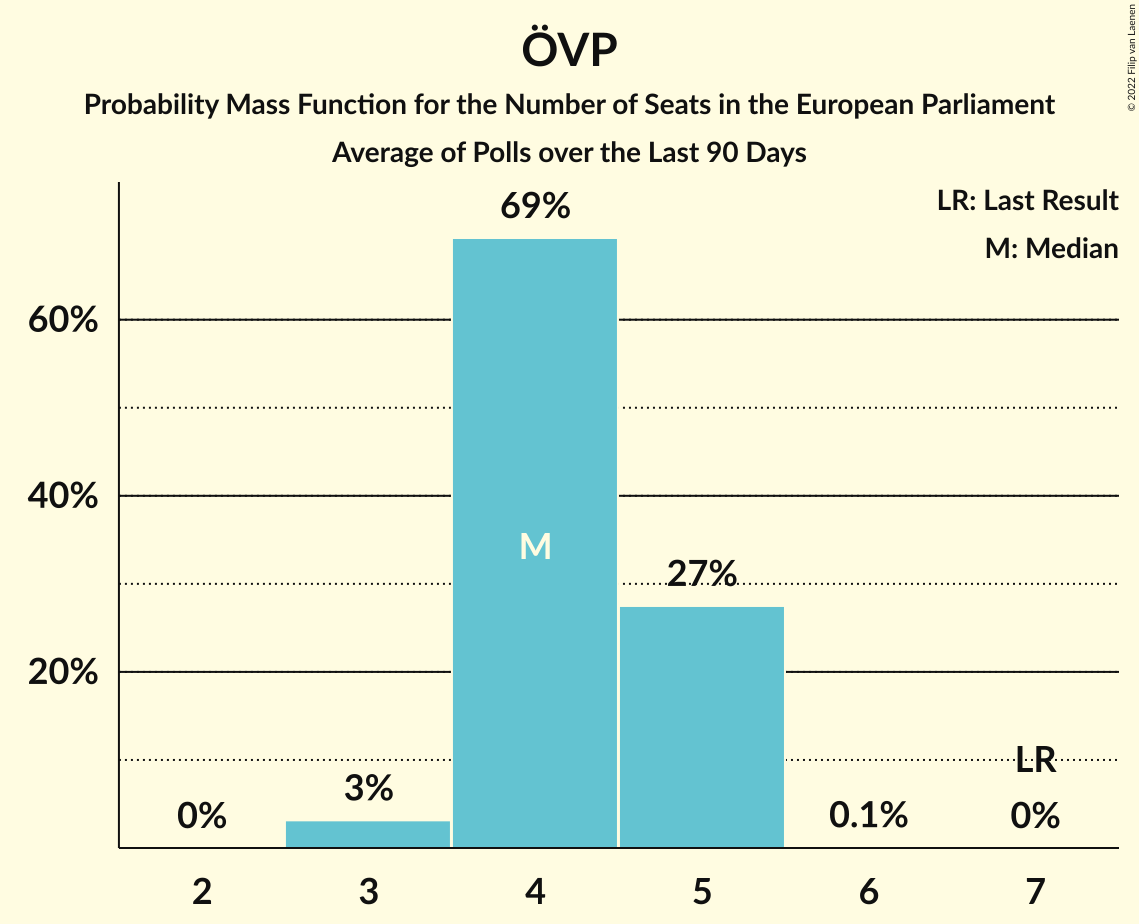 ÖVP
Probability Mass Function for the Number of Seats in the European Parliament
Average of Polls over the Last 90 Days
© 2022 Filip van Laenen
LR: Last Result
M: Median
69%
60%
40%
M
27%
20%
LR
3%
0%
0.1%
0%
2 3 4 5 6 7